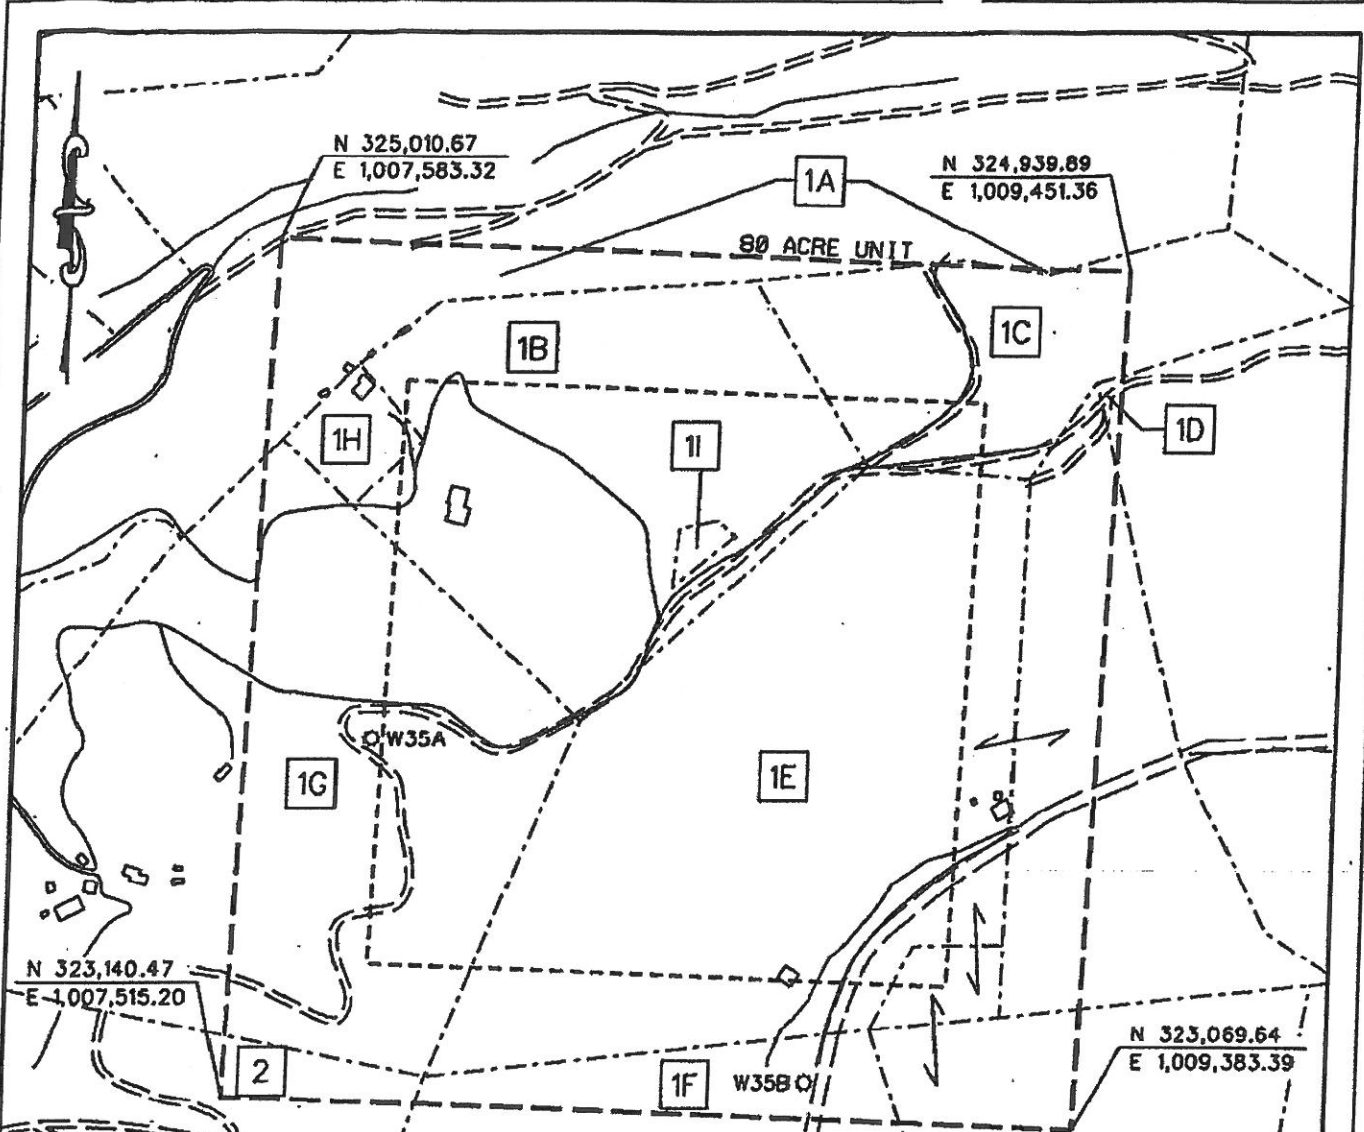 N 325,010.67
E 1,007,583.32
1A
N 324,939.89
E 1,009,451.36
80 ACRE UNIT
1B
1C
1H
1I
1D
W35A
1G
1E
N 323,140.47
E 1,007,515.20
2
1F
W35B
N 323,069.64
E 1,009,383.39